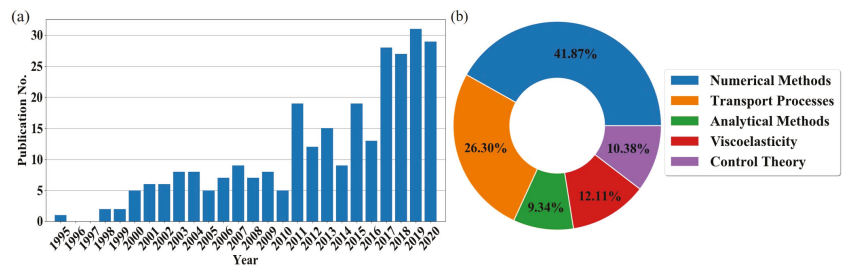 (a)
Publication No.
30
25
20
15
10
5
0
1995 1996 1997 1998 1999 2000 2001 2002 2003 2004 2005 2006 2007 2008 2009 2010 2011 2012 2013 2014 2015 2016 2017 2018 2019 2020
Year
(b)
41.87%
26.30%
9.34%
12.11%
10.38%
Numerical Methods
Transport Processes
Analytical Methods
Viscoelasticity
Control Theory